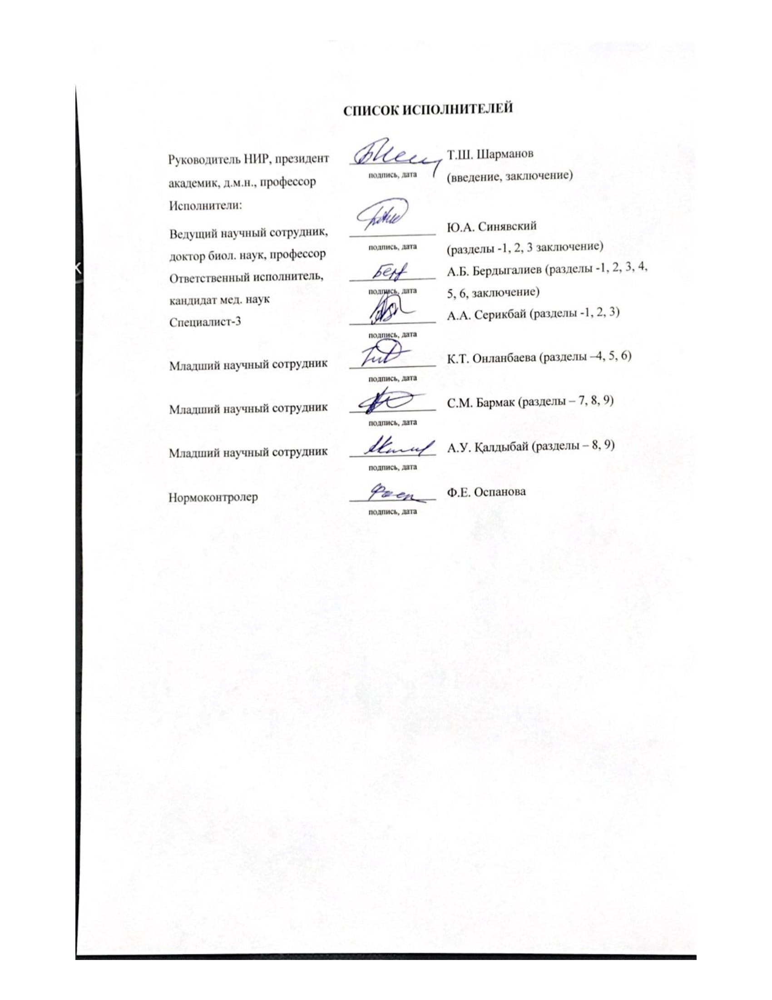 СПИСОК ИСПОЛНИТЕЛЕЙ
Руководитель НИР, президент Т.Ш. Шарманов
подпись, дата
академик, д.м.н., профессор (введение, заключение)
Исполнители:
Ведущий научный сотрудник, Ю.А. Синявский
подпись, дата
доктор биол. наук, профессор (разделы -1, 2, 3 заключение)
Ответственный исполнитель, А.Б. Бердыгалиев (разделы -1, 2, 3, 4,
подпись, дата
кандидат мед. наук 5, 6, заключение)
Специалист-3 А.А. Серикбай (разделы -1, 2, 3)
подпись, дата
Младший научный сотрудник К.Т. Онланбаева (разделы –4, 5, 6)
подпись, дата
Младший научный сотрудник С.М. Бармак (разделы – 7, 8, 9)
подпись, дата
Младший научный сотрудник А.У. Қалдыбай (разделы – 8, 9)
подпись, дата
Нормоконтролер Ф.Е. Оспанова
подпись, дата